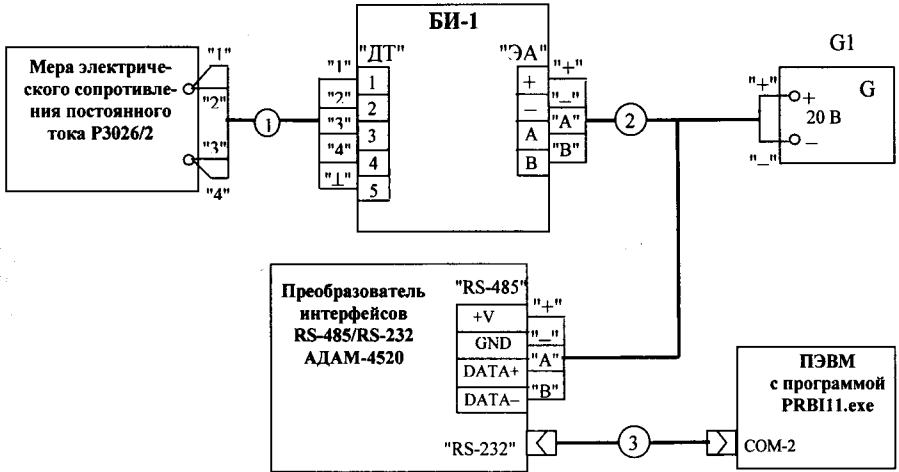 БИ-1
Мера электриче-
ского сопротивле-
ния постоянного
тока Р3026/2
"1"
"2"
"3"
"4"
1
"ДТ"
"1"
"2"
"3"
"4"
"⊥"
1
2
3
4
5
"ЭА"
+
–
А
В
"+"
"–"
"А"
"В"
2
G1
"+"
"–"
+
20 В
–
G
Преобразователь
интерфейсов
RS-485/RS-232
АДАМ-4520
"RS-485"
+V
GND
DATA+
DATA–
"+"
"–"
"А"
"В"
"RS-232"
3
ПЭВМ
с программой
PRBI11.exe
COM-2